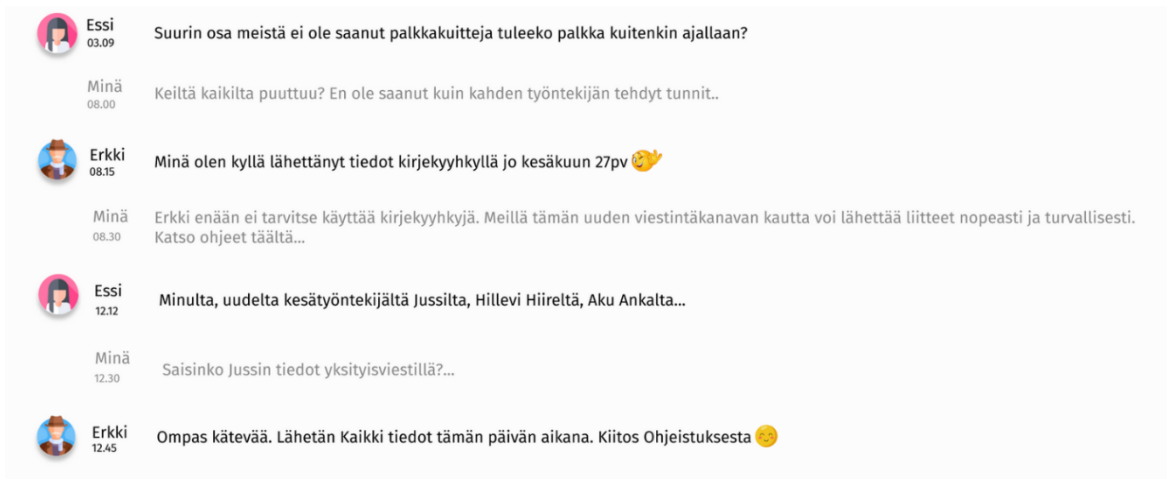 Essi
03.09
Suurin osa meistä ei ole saanut palkkakuitteja tuleeko palkka kuitenkin ajallaan?
Minä
08.00
Keiltä kaikilta puuttuu? En ole saanut kuin kahden työntekijän tehdyt tunnit..
Erkki
08.15
Minä olen kyllä lähettänyt tiedot kirjekyyhkyllä jo kesäkuun 27pv
Minä
08.30
Erkki enään ei tarvitse käyttää kirjekyyhkyjä. Meillä tämän uuden viestintäkanavan kautta voi lähettää liitteet nopeasti ja turvallisesti.
Katso ohjeet täältä...
Essi
12.12
Minulta, uudelta kesätyöntekijältä Jussilta, Hillevi Hiireltä, Aku Ankalta...
Minä
12.30
Saisinko Jussin tiedot yksityisviestillä?...
Erkki
12.45
Ompas kätevää. Lähetän Kaikki tiedot tämän päivän aikana. Kiitos Ohjeistuksesta